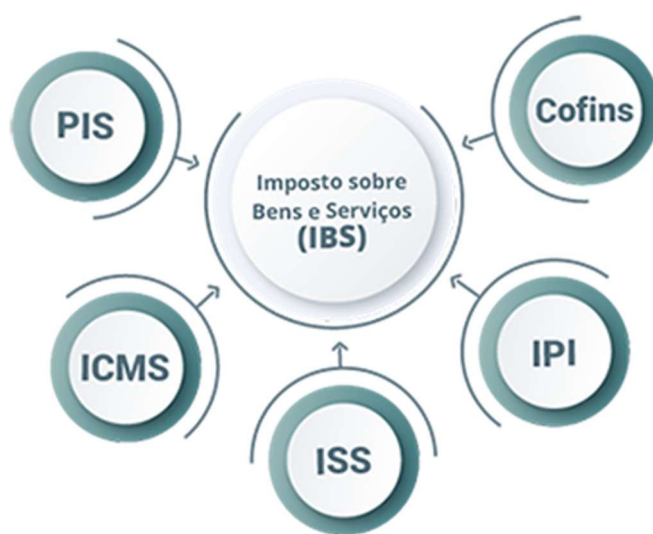 PIS
Cofins
Imposto sobre
Bens e Serviços
(IBS)
ICMS
IPI
ISS